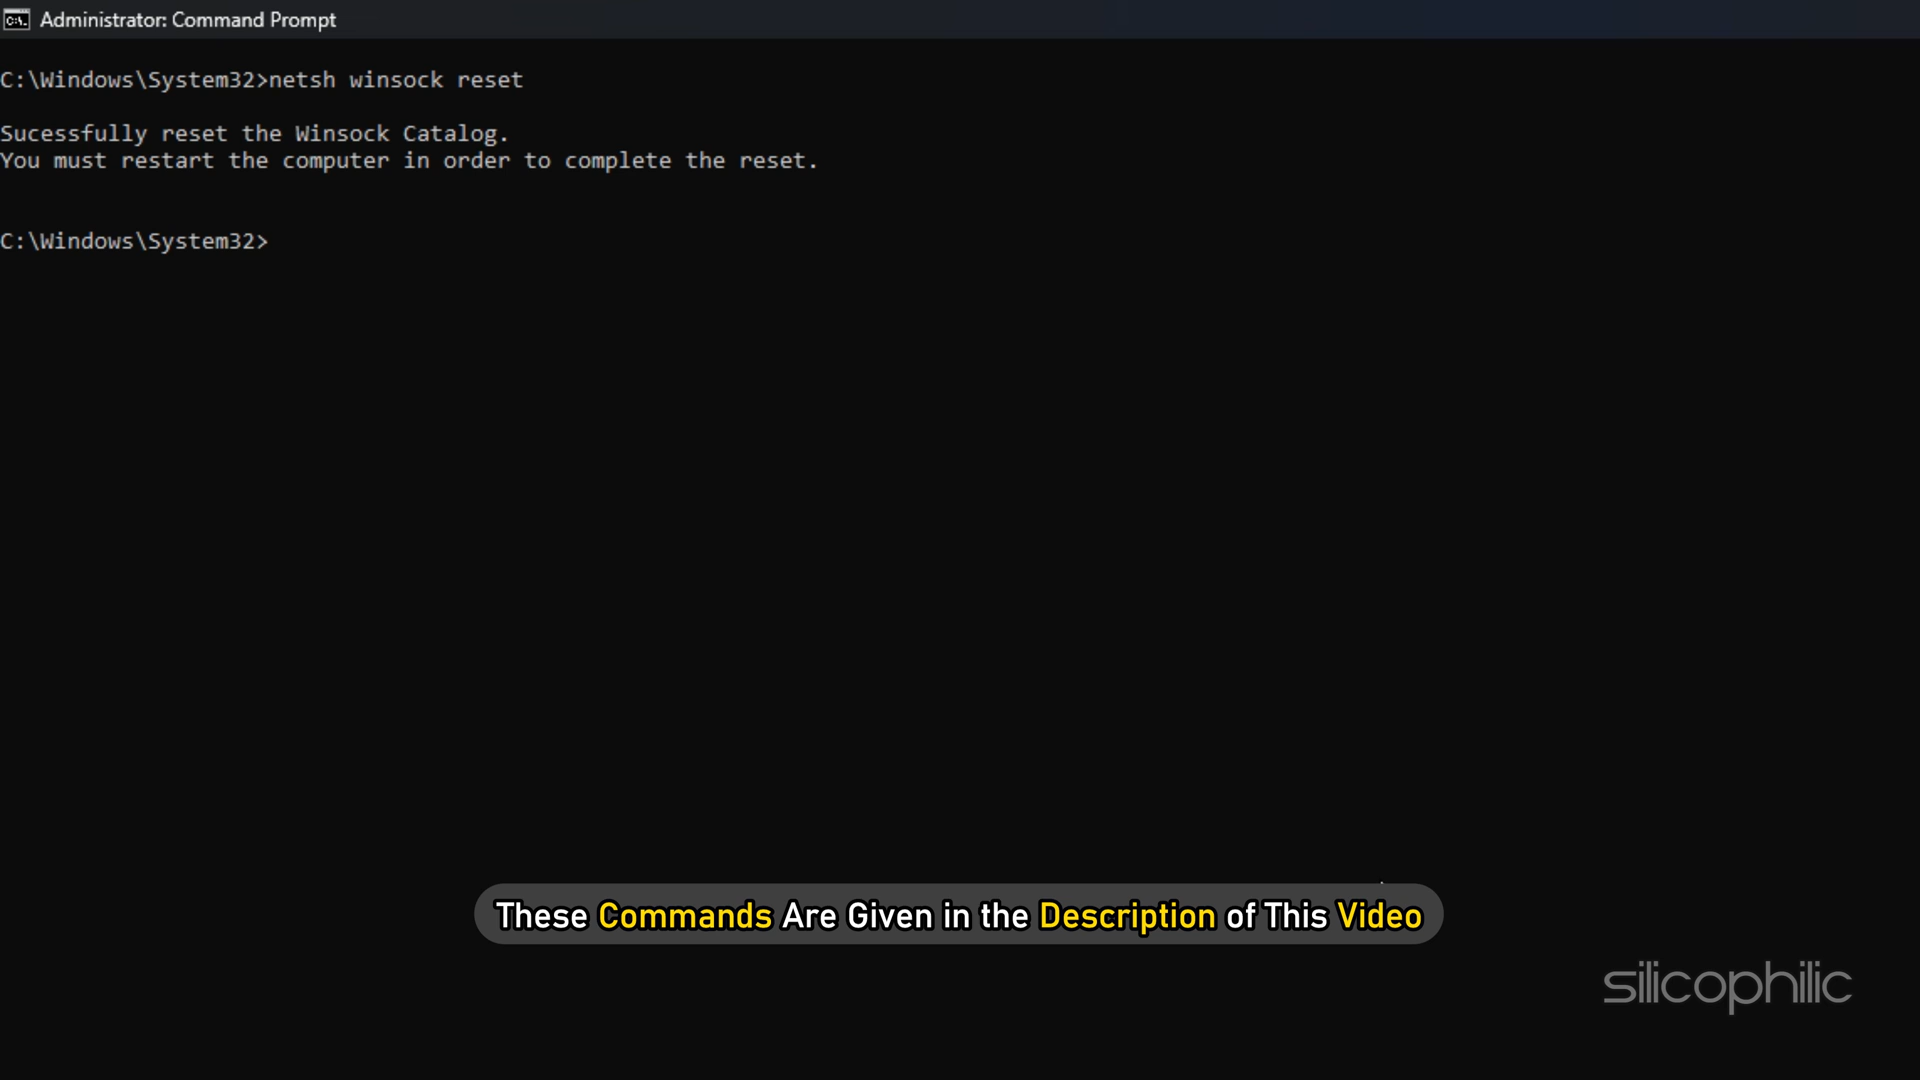 Administrator: Command Prompt
C:\Windows\System32>netsh winsock reset
Sucessfully reset the Winsock Catalog.
You must restart the computer in order to complete the reset.
C:\Windows\System32>
These Commands Are Given in the Description of This Video
silicophilic